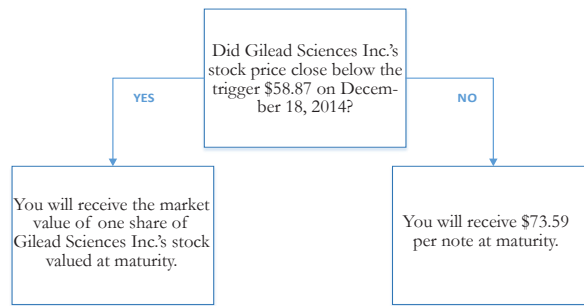 Did Gilead Sciences Inc.'s
stock price close below the
trigger $58.87 on Decem-
ber 18, 2014?
YES
NO
You will receive the market
value of one share of
Gilead Sciences Inc.'s stock
valued at maturity.
You will receive $73.59
per note at maturity.